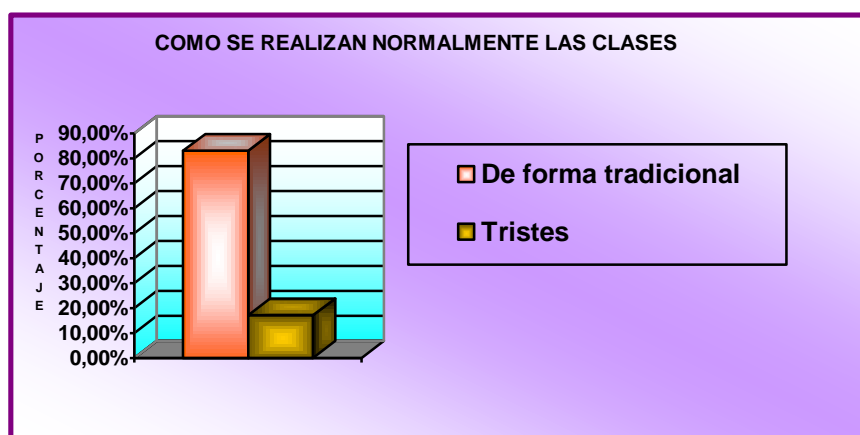 COMO SE REALIZAN NORMALMENTE LAS CLASES
PORCENTAJE
90,00%
80,00%
70,00%
60,00%
50,00%
40,00%
30,00%
20,00%
10,00%
0,00%
De forma tradicional
Tristes